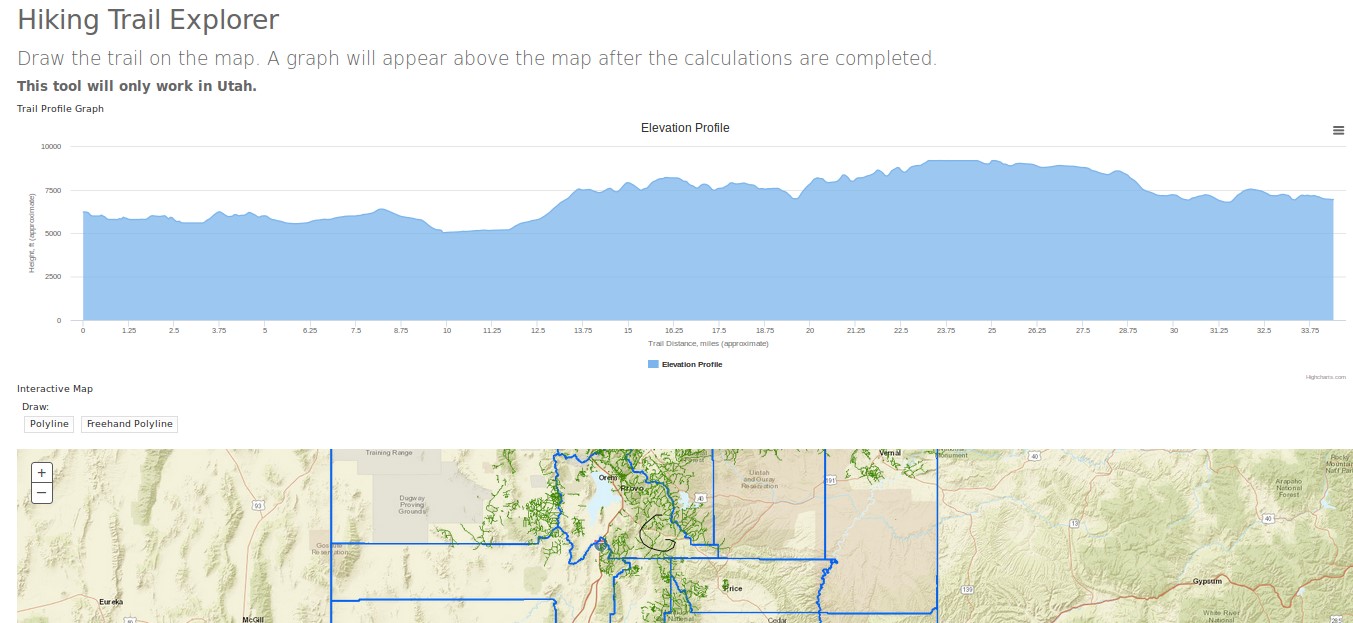 Hiking Trail Explorer
Draw the trail on the map. A graph will appear above the map after the calculations are completed.
This tool will only work in Utah.
Trail Profile Graph
Elevation Profile
10000
7500
5000
2500
0
Height, ft (approximate)
0 1.25 2.5 3.75 5 6.25 7.5 8.75 10 11.25 12.5 13.75 15 16.25 17.5 18.75 20 21.25 22.5 23.75 25 26.25 27.5 28.75 30 31.25 32.5 33.75
Trail Distance, miles (approximate)
Elevation Profile
Highcharts.com
Interactive Map
Draw:
Polyline Freehand Polyline
+
−
Training Range
Vernal
Monument
40
Rocky
Mountain
Nat'l Park
Orem
Provo
Uintah
and Ouray
Reservation
191
Arapaho
National
Forest
93
Dugway
Proving
Grounds
40
13
40
Reservation
Eureka
Price
139
Gypsum
McGill
Cedar
White River
National
285